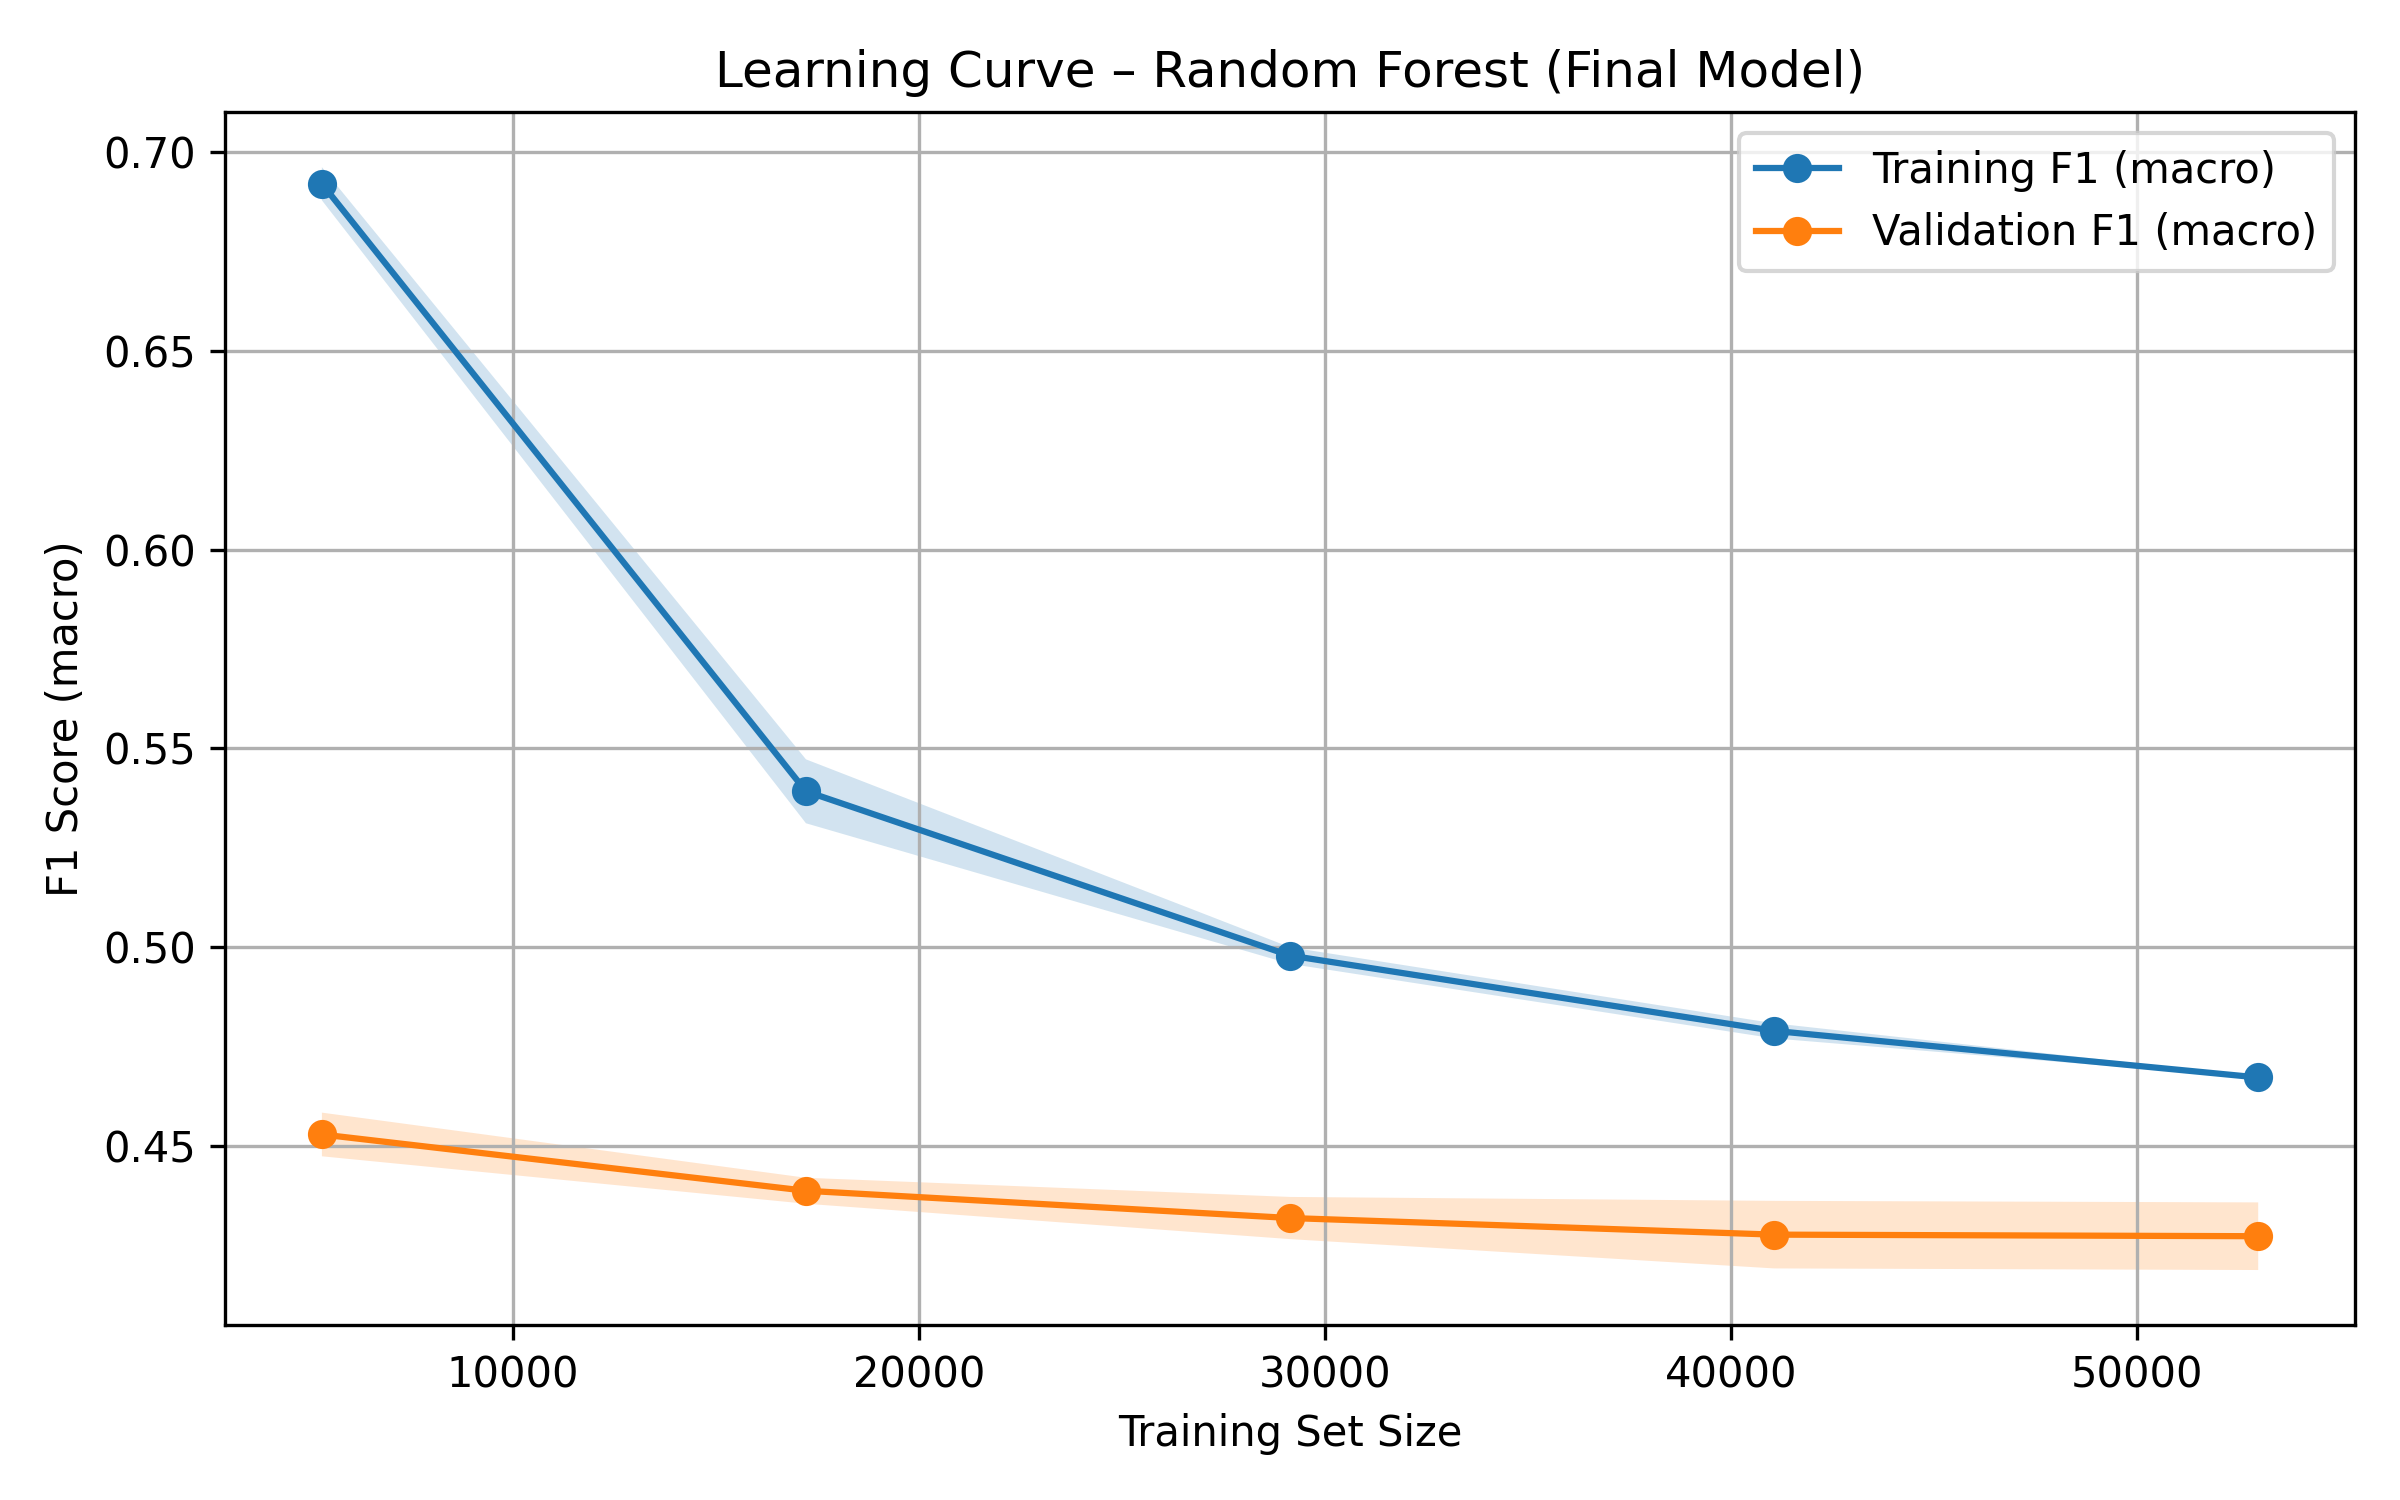 Learning Curve – Random Forest (Final Model)
Training F1 (macro)
Validation F1 (macro)
F1 Score (macro)
0.70
0.65
0.60
0.55
0.50
0.45
10000
20000
30000
40000
50000
Training Set Size